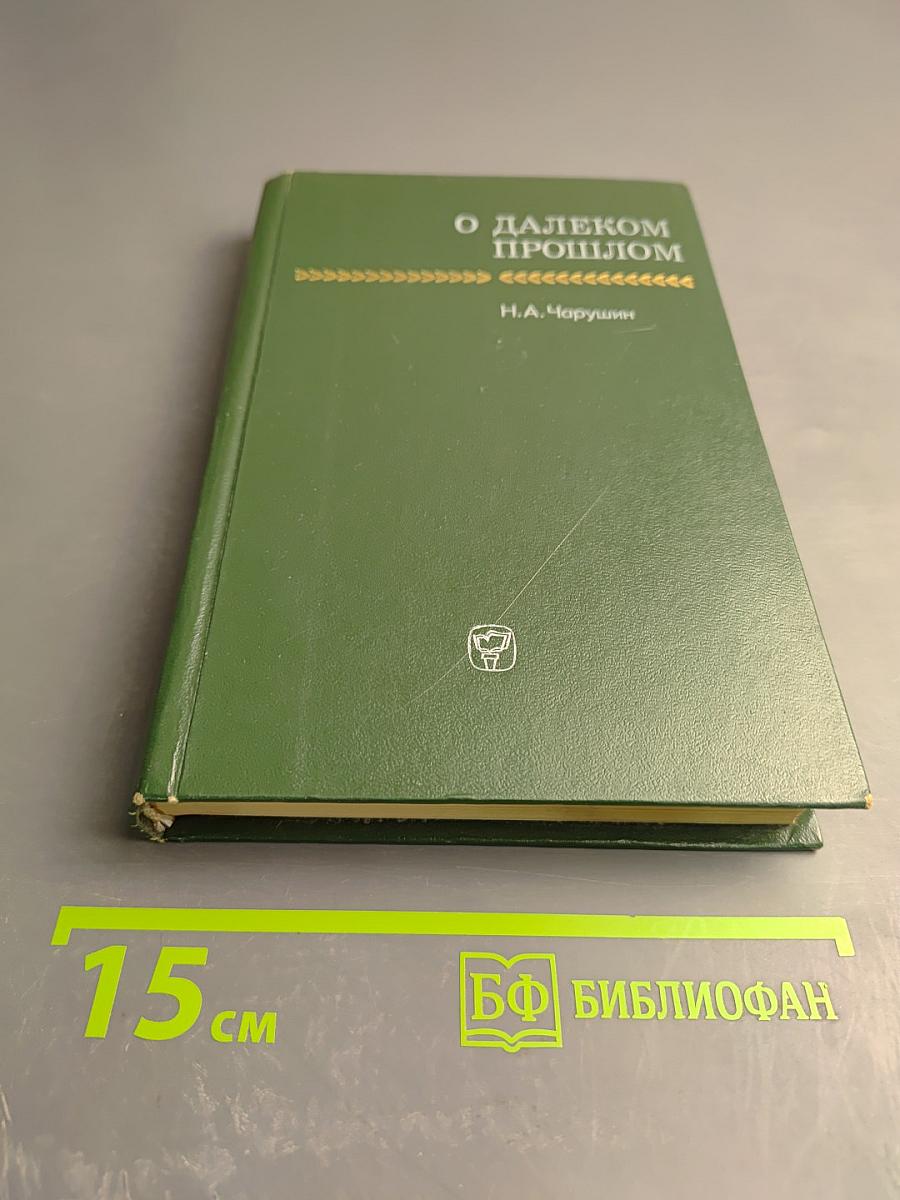 О ДАЛЕКОМ
ПРОШЛОМ
Н.А.Чарушин
15 см
БФ БИБЛИОФАН